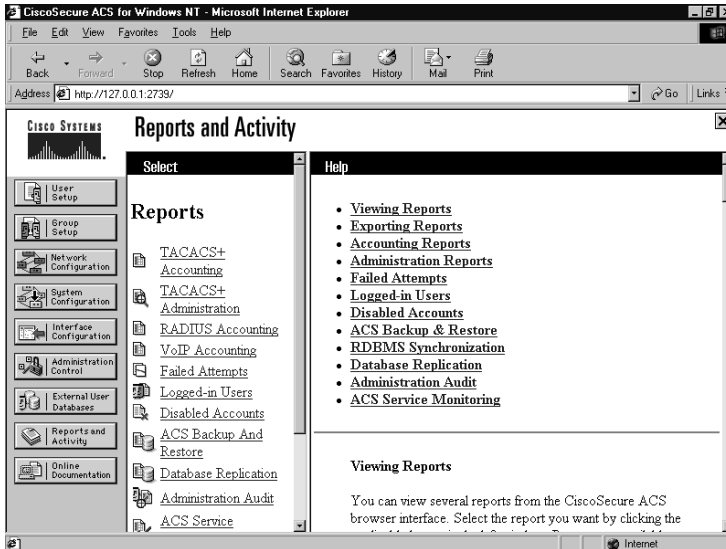 CiscoSecure ACS for Windows NT - Microsoft Internet Explorer
File Edit View Favorites Tools Help
Back Forward Stop Refresh Home Search Favorites History Mail Print
Address http://127.0.0.1:2739/ Go Links
CISCO SYSTEMS
Reports and Activity
User
Setup
Group
Setup
Network
Configuration
System
Configuration
Interface
Configuration
Administration
Control
External User
Databases
Reports and
Activity
Online
Documentation
Select
Reports
TACACS+
Accounting
TACACS+
Administration
RADIUS Accounting
VoIP Accounting
Failed Attempts
Logged-in Users
Disabled Accounts
ACS Backup And
Restore
Database Replication
Administration Audit
ACS Service
Help
Viewing Reports
Exporting Reports
Accounting Reports
Administration Reports
Failed Attempts
Logged-in Users
Disabled Accounts
ACS Backup & Restore
RDBMS Synchronization
Database Replication
Administration Audit
ACS Service Monitoring
Viewing Reports
You can view several reports from the CiscoSecure ACS
browser interface. Select the report you want by clicking the
Internet